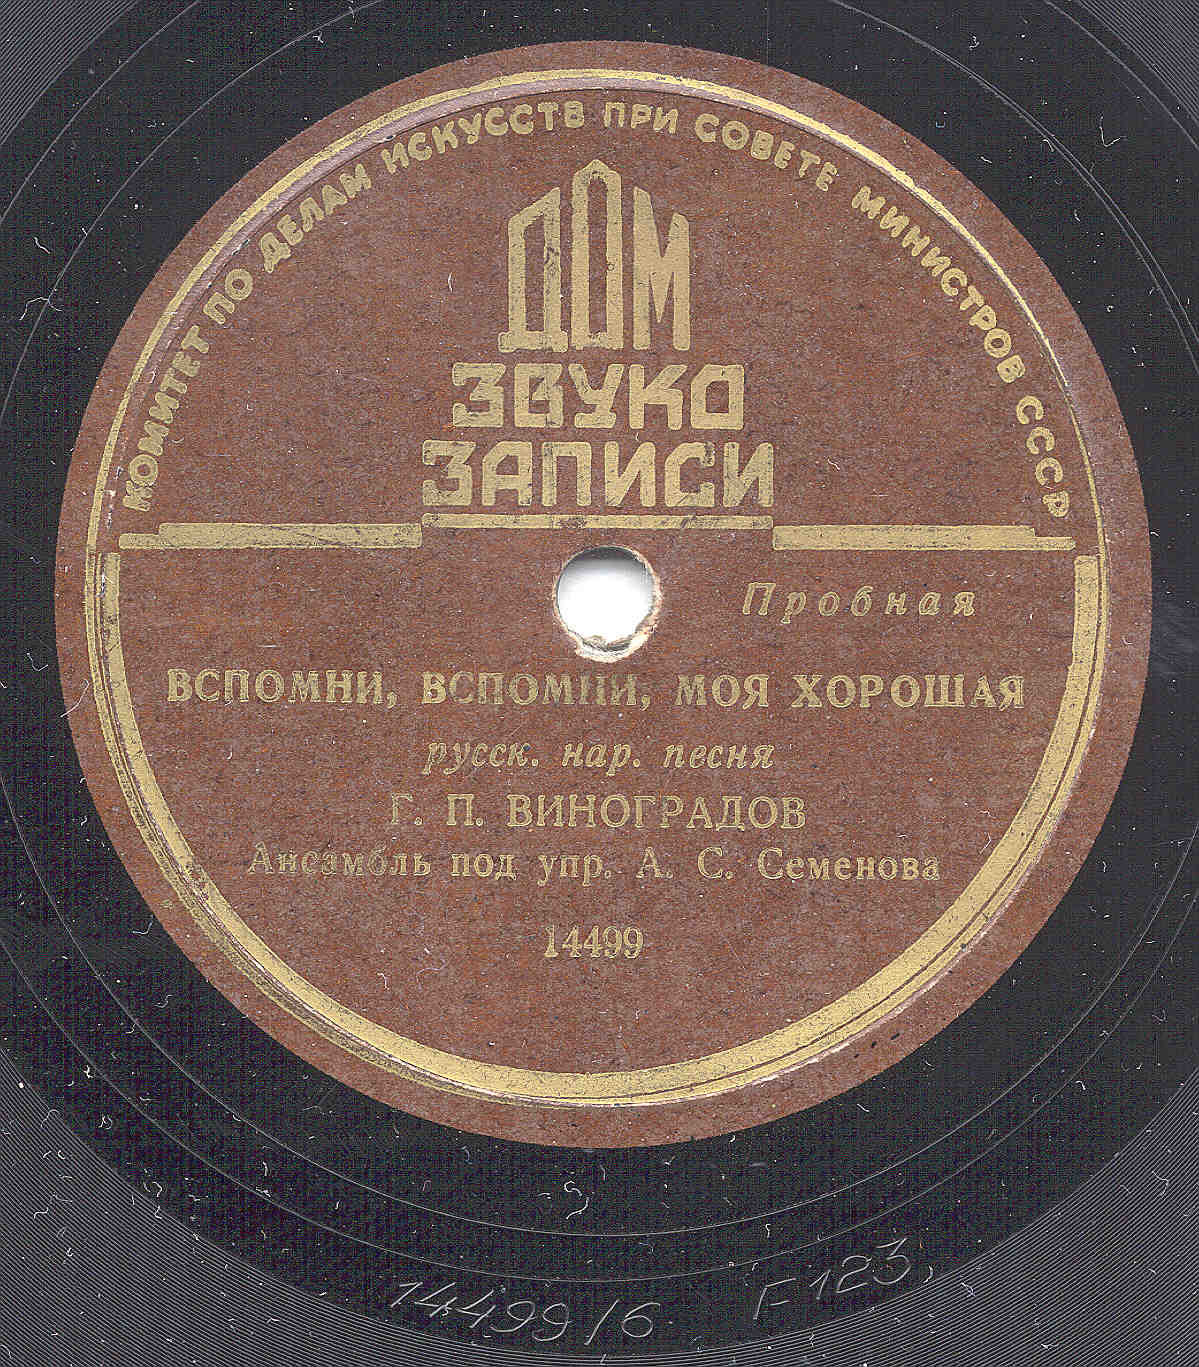 КОМИТЕТ ПО ДЕЛАМ ИСКУССТВ ПРИ СОВЕТЕ МИНИСТРОВ СССР
ДОМ
ЗВУКО
ЗАПИСИ
Пробная
ВСПОМНИ, ВСПОМНИ, МОЯ ХОРОШАЯ
русск. нар. песня
Г. П. ВИНОГРАДОВ
Ансамбль под упр. А. С. Семенова
14499
14499/6 F-123